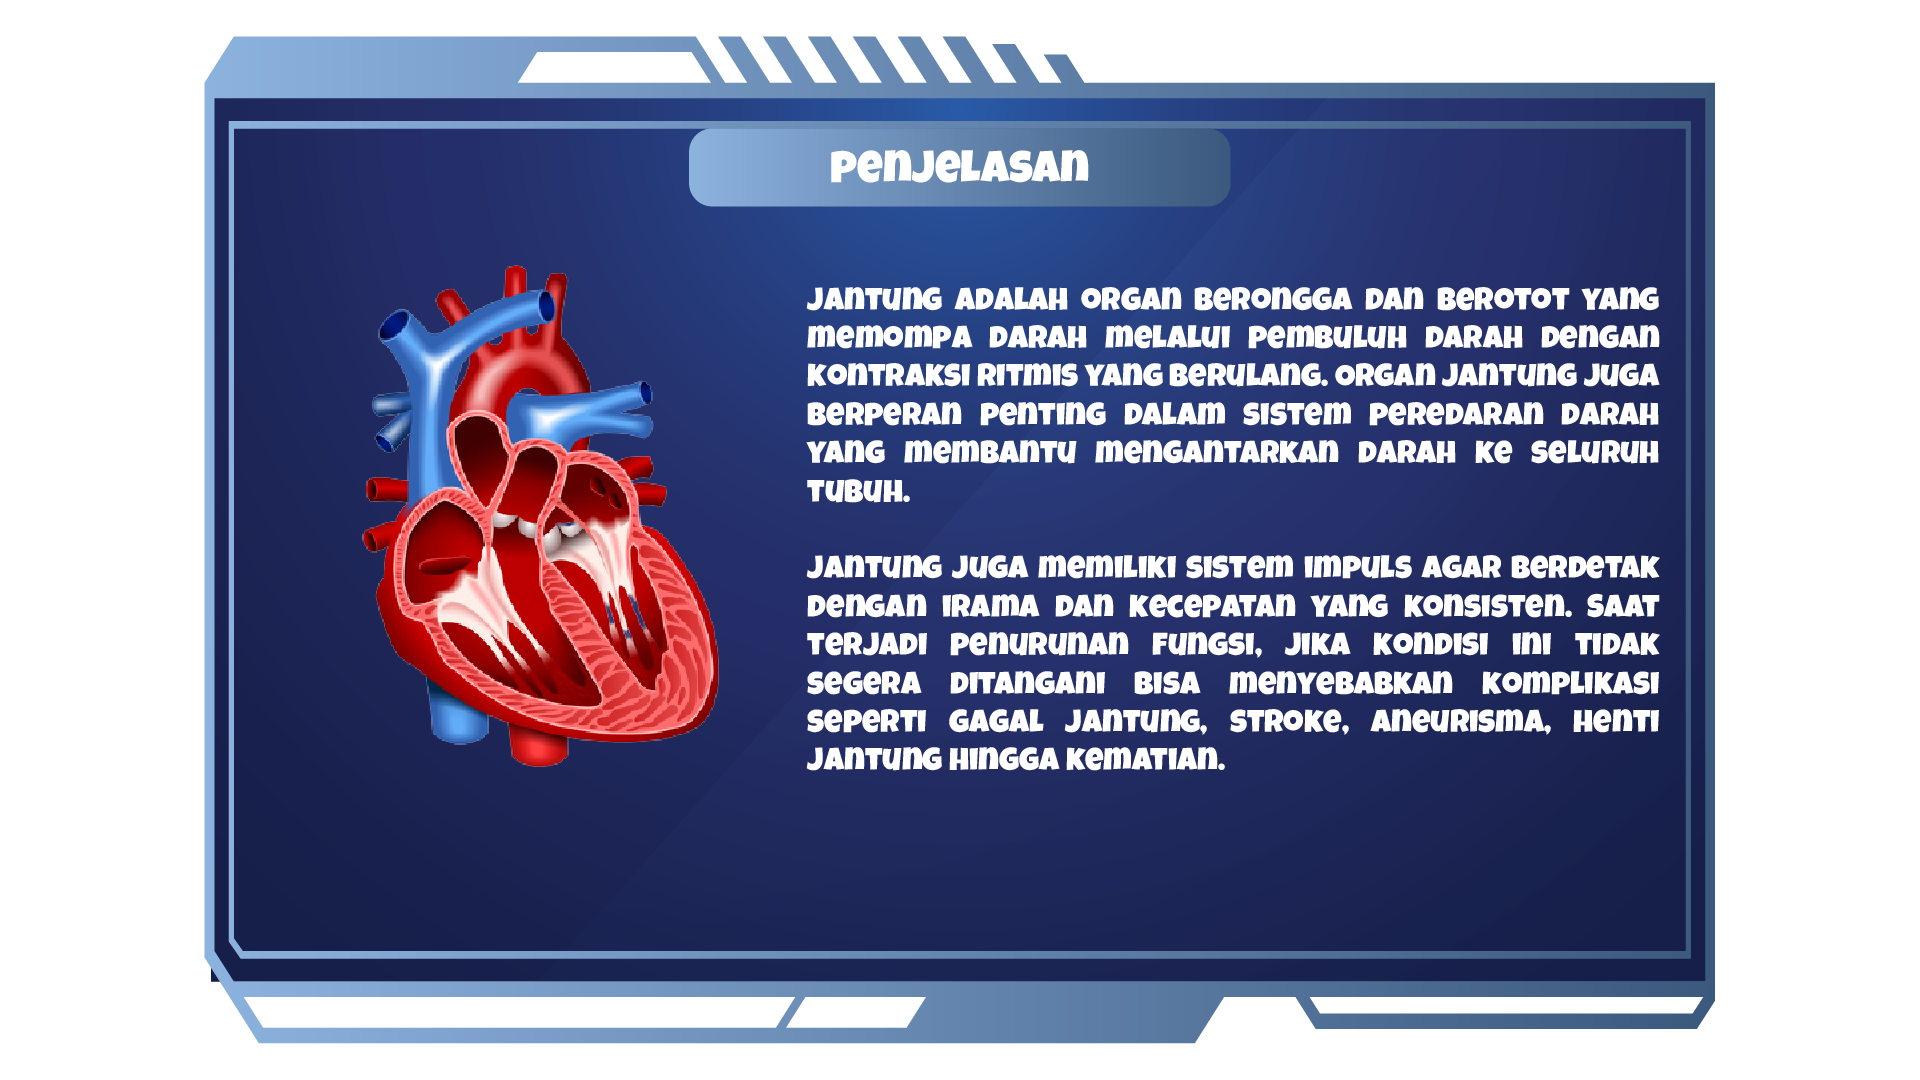 PENJELASAN
JANTUNG ADALAH ORGAN BERONGGA DAN BEROTOT YANG
MEMOMPA DARAH MELALUI PEMBULUH DARAH DENGAN
KONTRAKSI RITMIS YANG BERULANG. ORGAN JANTUNG JUGA
BERPERAN PENTING DALAM SISTEM PEREDARAN DARAH
YANG MEMBANTU MENGANTARKAN DARAH KE SELURUH
TUBUH.
JANTUNG JUGA MEMILIKI SISTEM IMPULS AGAR BERDETAK
DENGAN IRAMA DAN KECEPATAN YANG KONSISTEN. SAAT
TERJADI PENURUNAN FUNGSI, JIKA KONDISI INI TIDAK
SEGERA DITANGANI BISA MENYEBABKAN KOMPLIKASI
SEPERTI GAGAL JANTUNG, STROKE, ANEURISMA, HENTI
JANTUNG HINGGA KEMATIAN.